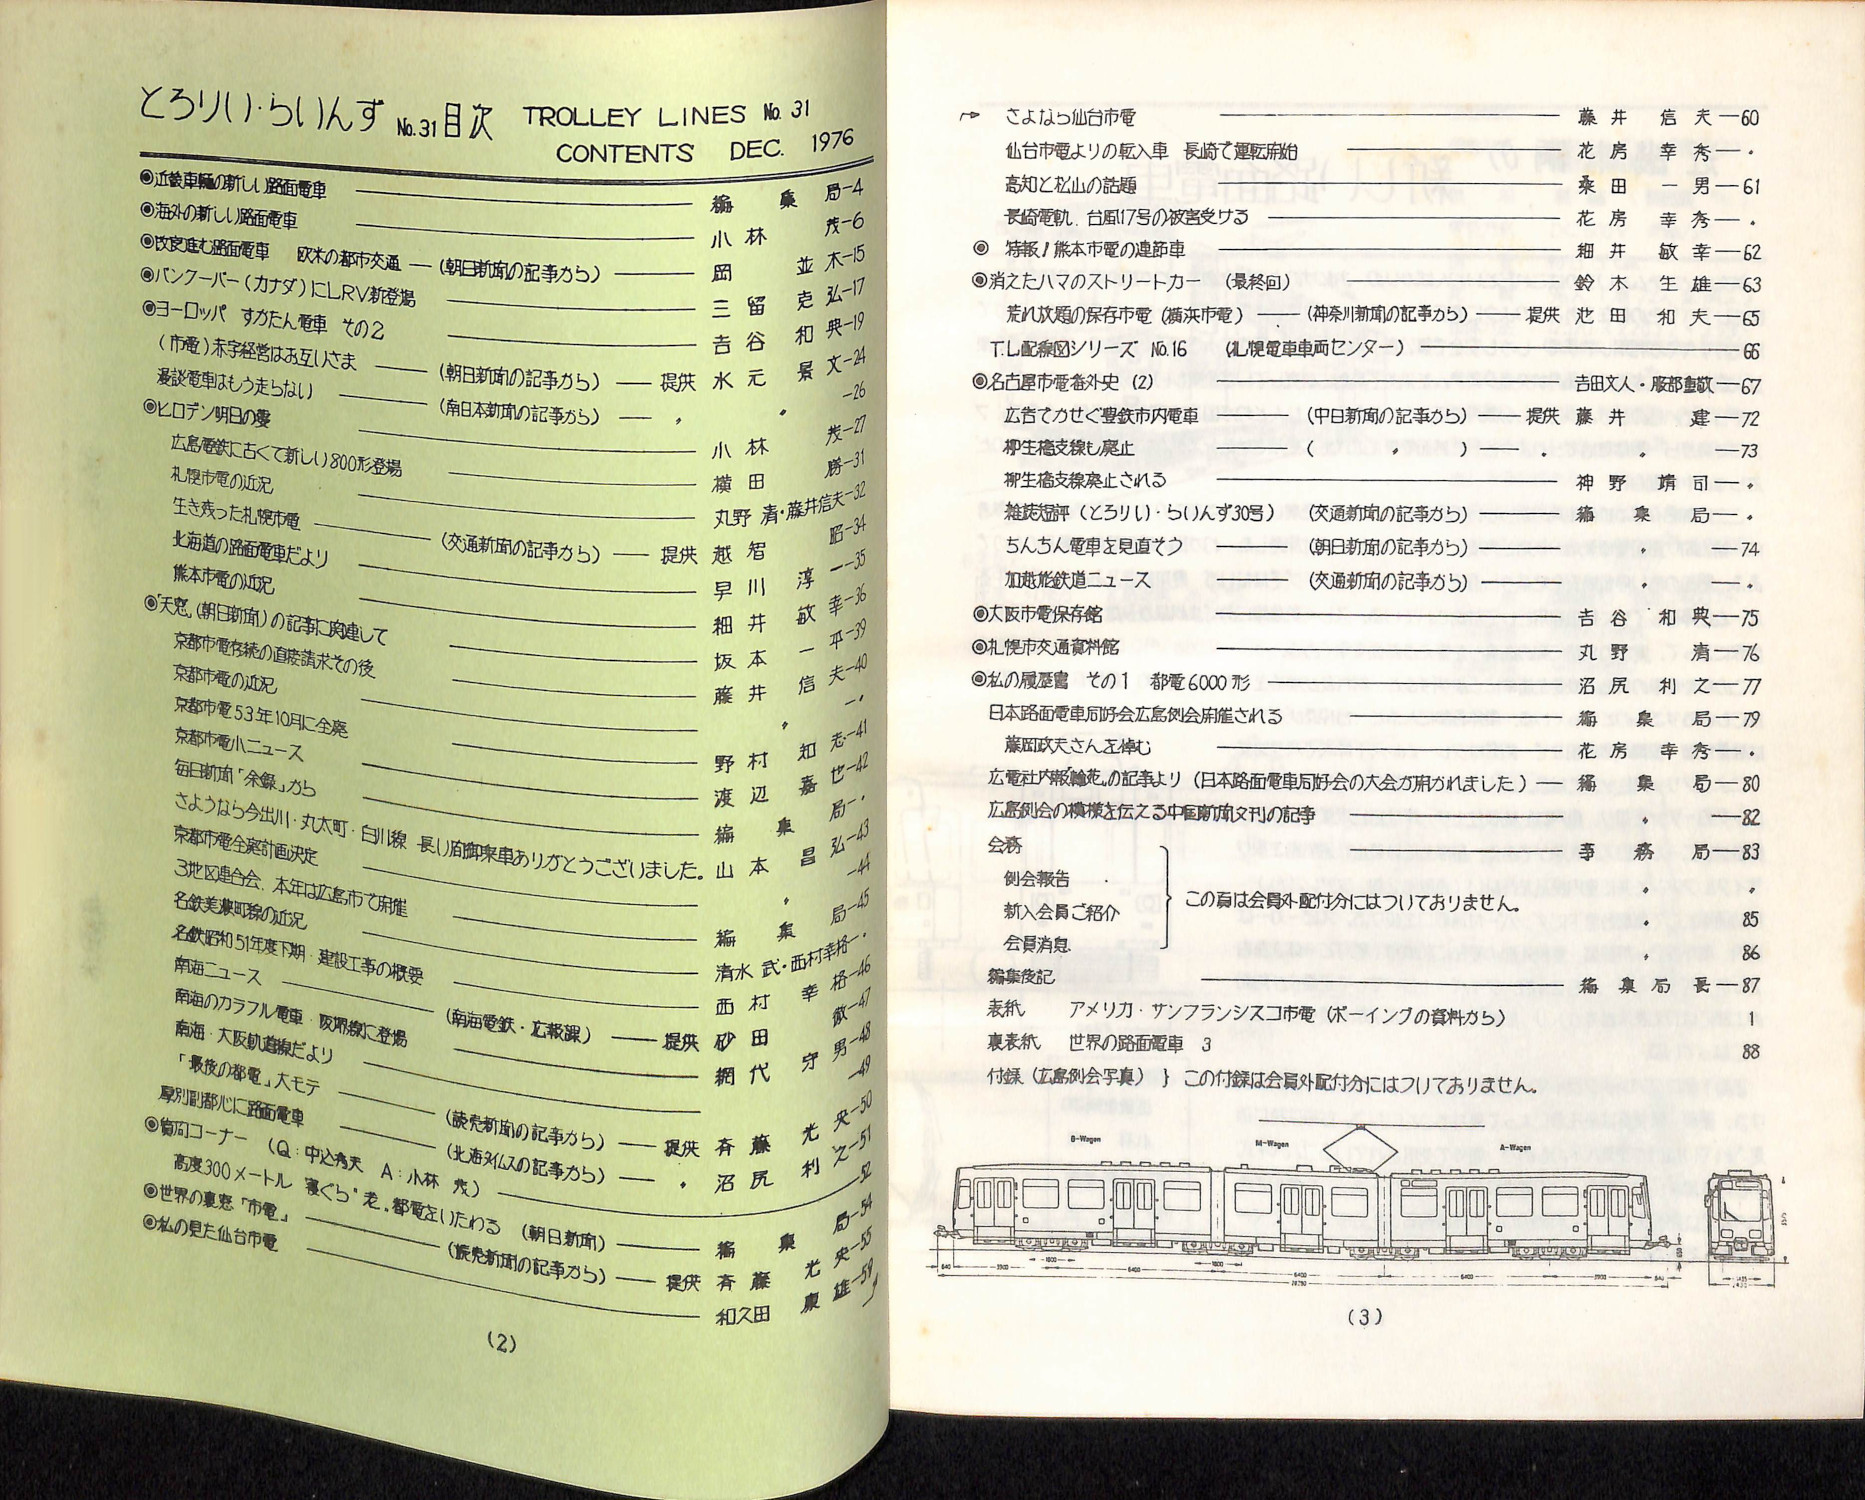 とろりい・らいんず No.31 目次 TROLLEY LINES No. 31
CONTENTS DEC. 1976
◎近畿車輛の新しい路面電車 ── 編集局─4
◎海外の新しい路面電車 ── 小林茂─6
◎改良進む路面電車 欧米の都市交通 ─(朝日新聞の記事から)── 岡並木─15
◎バンクーバー(カナダ)にLRV新登場 ── 三留克弘─17
◎ヨーロッパ すかたん電車 その2 ── 吉谷和典─19
(市電)赤字経営はお互いさま ──(朝日新聞の記事から)── 提供 水元景文─24
漫談電車はもう走らない ──(南日本新聞の記事から)── 〃 〃 ─26
◎ヒロデン明日の夢 ── 小林茂─27
広島電鉄に古くて新しい800形登場 ── 横田勝─31
札幌市電の近況 ── 丸野清・藤井信夫─32
生き残った札幌市電 ──(交通新聞の記事から)── 提供 越智昭─34
北海道の路面電車だより ── 早川淳一─35
熊本市電の近況 ── 細井敏幸─36
◎「天窓」(朝日新聞)の記事に関連して ── 坂本一平─39
京都市電存続の直接請求その後 ── 藤井信夫─40
京都市電の近況 ── 〃 ─〃
京都市電53年10月に全廃 ── 野村知志─41
京都市電小ニュース ── 渡辺嘉也─42
毎日新聞「余録」から ── 編集局─〃
さようなら今出川・丸太町・白川線 長い間御乗車ありがとうございました。 山本昌弘─43
京都市電全廃計画決定 ── 〃 ─44
3地区連合会、本年は広島市で開催 ── 編集局─45
名鉄美濃町線の近況 ── 清水武・西村幸格─〃
名鉄昭和51年度下期 建設工事の概要 ── 西村幸格─46
南海ニュース ──(南海電鉄・広報課)── 提供 砂田徹─47
南海のカラフル電車 阪堺線に登場 ── 網代守男─48
南海・大阪軌道線だより ── ─49
「最後の都電」大モテ ──(読売新聞の記事から)── 提供 斉藤光央─50
厚別副都心に路面電車 ──(北海タイムスの記事から)── 〃 沼尻利之─51
◎質問コーナー (Q:中込秀天 A:小林 茂)── 52
高度300メートル "寝ぐら"老、都電をいたわる (朝日新聞)── 編集局─54
◎世界の裏窓「市電」 ──(読売新聞の記事から)── 提供 斉藤光央─55
◎私の見た仙台市電 ── 和久田康雄─59
(2)
さよなら仙台市電 ── 藤井信夫─60
仙台市電よりの転入車 長崎で運転開始 ── 花房幸秀─〃
高知と松山の話題 ── 桑田一男─61
長崎電軌、台風17号の被害受ける ── 花房幸秀─〃
◎ 特報!熊本市電の連節車 ── 細井敏幸─62
◎消えたハマのストリートカー (最終回) ── 鈴木生雄─63
荒れ放題の保存市電(横浜市電)──(神奈川新聞の記事から)── 提供 池田和夫─65
T.L配線図シリーズ No.16 (札幌電車車両センター) ── 66
◎名古屋市電番外史(2) ── 吉田文人・服部重敬─67
広告でかせぐ豊鉄市内電車 ──(中日新聞の記事から)── 提供 藤井建─72
柳生橋支線も廃止 ──( 〃 )── 〃 〃 ─73
柳生橋支線廃止される ── 神野靖司─〃
雑誌短評(とろりい・らいんず30号)(交通新聞の記事から)── 編集局─〃
ちんちん電車を見直そう ──(朝日新聞の記事から)── 〃 ─74
加越能鉄道ニュース ──(交通新聞の記事から)── 〃 ─〃
◎大阪市電保存館 ── 吉谷和典─75
◎札幌市交通資料館 ── 丸野清─76
◎私の履歴書 その1 都電6000形 ── 沼尻利之─77
日本路面電車同好会広島例会開催される ── 編集局─79
藤岡政夫さんを悼む ── 花房幸秀─〃
広電社内報「輪苑」の記事より(日本路面電車同好会の大会が開かれました) 編集局─80
広島例会の模様を伝える中国新聞夕刊の記事 〃 ─82
会務 事務局─83
例会報告 〃 〃
新入会員ご紹介 } この頁は会員外配付分にはついておりません。 〃 85
会員消息 〃 86
編集後記 ── 編集局長─87
表紙 アメリカ・サンフランシスコ市電(ボーイングの資料から) 1
裏表紙 世界の路面電車 3 88
付録(広島例会写真)} この付録は会員外配付分にはついておりません。
B-Wagen M-Wagen A-Wagen
(3)